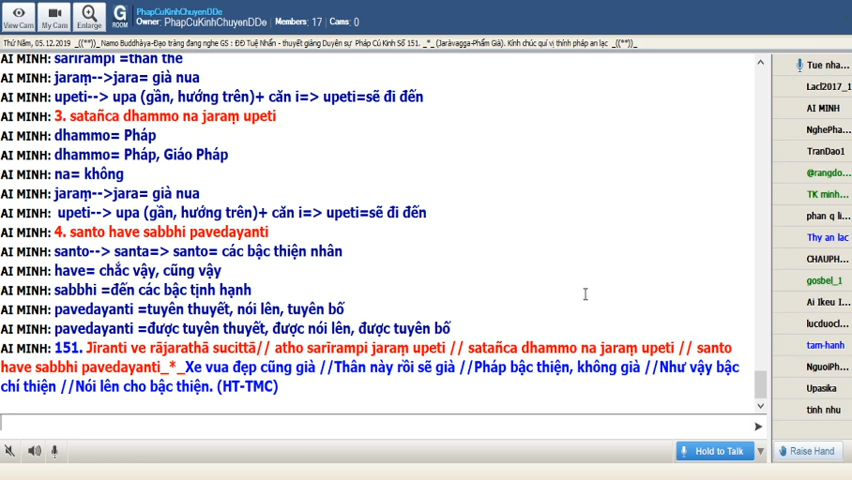 PhapCuKinhChuyenDDe
PhapCuKinhChuyenDDe
Owner: PhapCuKinhChuyenDDe Members: 17 Cams: 0
View Cam
My Cam
Enlarge
G
ROOM
Thứ Năm, 05.12.2019 _((**)_ Namo Buddhàya-Đạo tràng đang nghe GS : ĐĐ Tuệ Nhẫn - thuyết giảng Duyên sự Pháp Cú Kinh Số 151. _*_ (Jaràvagga-Phẩm Già). Kính chúc quí vị thính pháp an lạc _((**)_
AI MINH: sarīrampi =thân thể
AI MINH: jaraṃ-->jara= già nua
AI MINH: upeti--> upa (gần, hướng trên)+ căn i=> upeti=sẽ đi đến
AI MINH: 3. satañca dhammo na jaraṃ upeti
AI MINH: dhammo= Pháp
AI MINH: dhammo= Pháp, Giáo Pháp
AI MINH: na= không
AI MINH: jaraṃ-->jara= già nua
AI MINH: upeti--> upa (gần, hướng trên)+ căn i=> upeti=sẽ đi đến
AI MINH: 4. santo have sabbhi pavedayanti
AI MINH: santo--> santa=> santo= các bậc thiện nhân
AI MINH: have= chắc vậy, cũng vậy
AI MINH: sabbhi =đến các bậc tịnh hạnh
AI MINH: pavedayanti =tuyên thuyết, nói lên, tuyên bố
AI MINH: pavedayanti =được tuyên thuyết, được nói lên, được tuyên bố
AI MINH: 151. Jīranti ve rājarathā sucittā// atho sarīrampi jaraṃ upeti // satañca dhammo na jaraṃ upeti // santo
have sabbhi pavedayanti_*_Xe vua đẹp cũng già //Thân này rồi sẽ già //Pháp bậc thiện, không già //Như vậy bậc
chí thiện //Nói lên cho bậc thiện. (HT-TMC)
Tue nha...
Lacl2017_1
AI MINH
NghePha...
TranDao1
@rangdo...
TK minh...
phan q li...
Thy an lac
CHAUPH...
gosbel_1
Ai Ikeu I...
lucduocl...
tam-hanh
NguoiPh...
Upasika
tinh nhu
Hold to Talk
Raise Hand